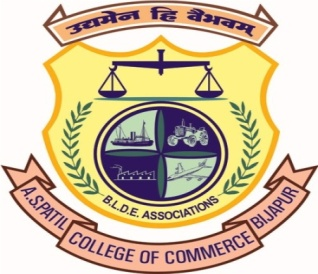 उद्यमेन हि वैभवम्
B.L.D.E. ASSOCIATIONS
A.S.PATIL COLLEGE OF COMMERCE BIJAPUR